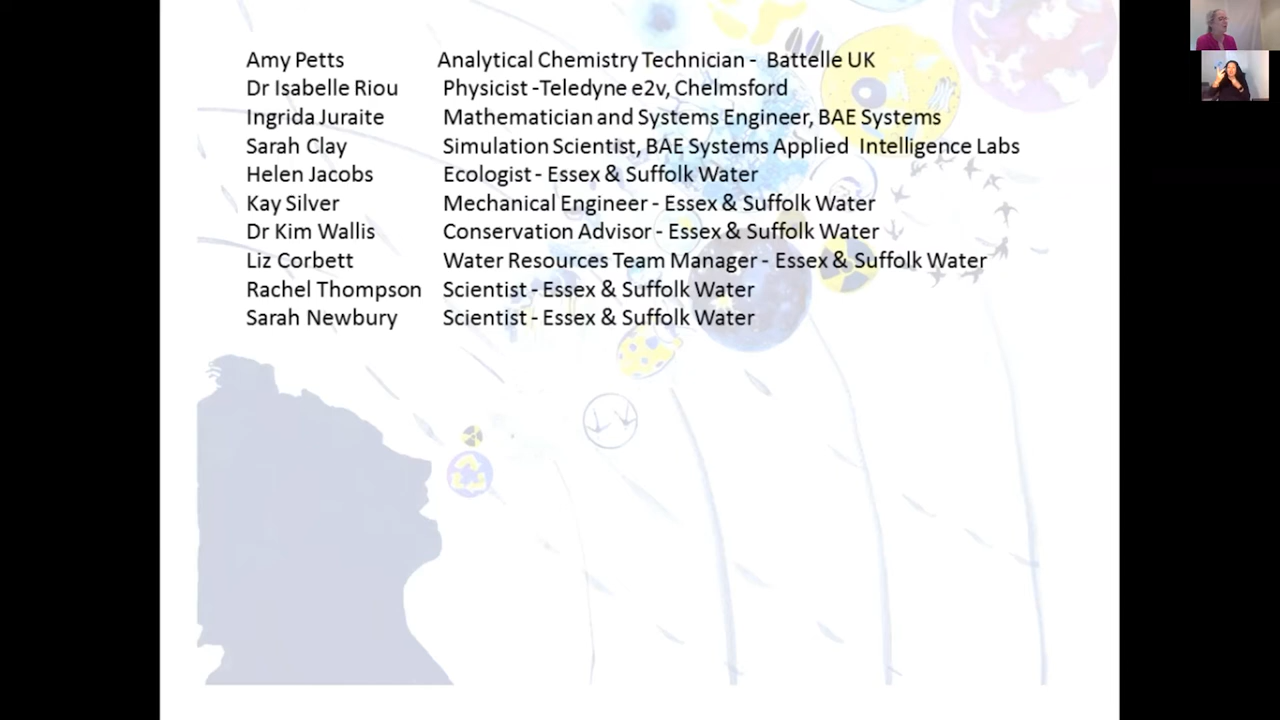 Amy Petts Analytical Chemistry Technician - Battelle UK
Dr Isabelle Riou Physicist -Teledyne e2v, Chelmsford
Ingrida Juraite Mathematician and Systems Engineer, BAE Systems
Sarah Clay Simulation Scientist, BAE Systems Applied Intelligence Labs
Helen Jacobs Ecologist - Essex & Suffolk Water
Kay Silver Mechanical Engineer - Essex & Suffolk Water
Dr Kim Wallis Conservation Advisor - Essex & Suffolk Water
Liz Corbett Water Resources Team Manager - Essex & Suffolk Water
Rachel Thompson Scientist - Essex & Suffolk Water
Sarah Newbury Scientist - Essex & Suffolk Water